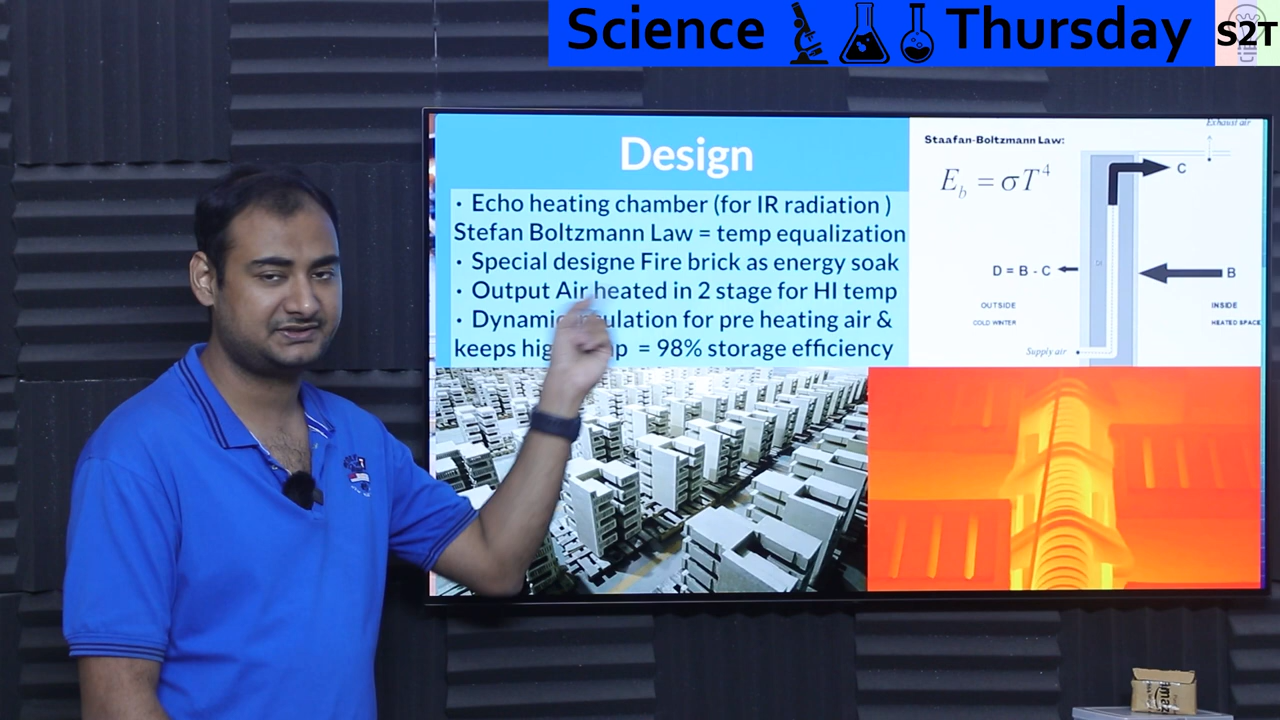 Science Thursday S2T
Design
· Echo heating chamber (for IR radiation )
Stefan Boltzmann Law = temp equalization
· Special designe Fire brick as energy soak
· Output Air heated in 2 stage for HI temp
· Dynamic ulation for pre heating air &
keeps hig p = 98% storage efficiency
Staafan-Boltzmann Law:
E_b = σT⁴
Exhaust air
C
D = B - C
B
OUTSIDE
INSIDE
COLD WINTER
HEATED SPACE
Supply air